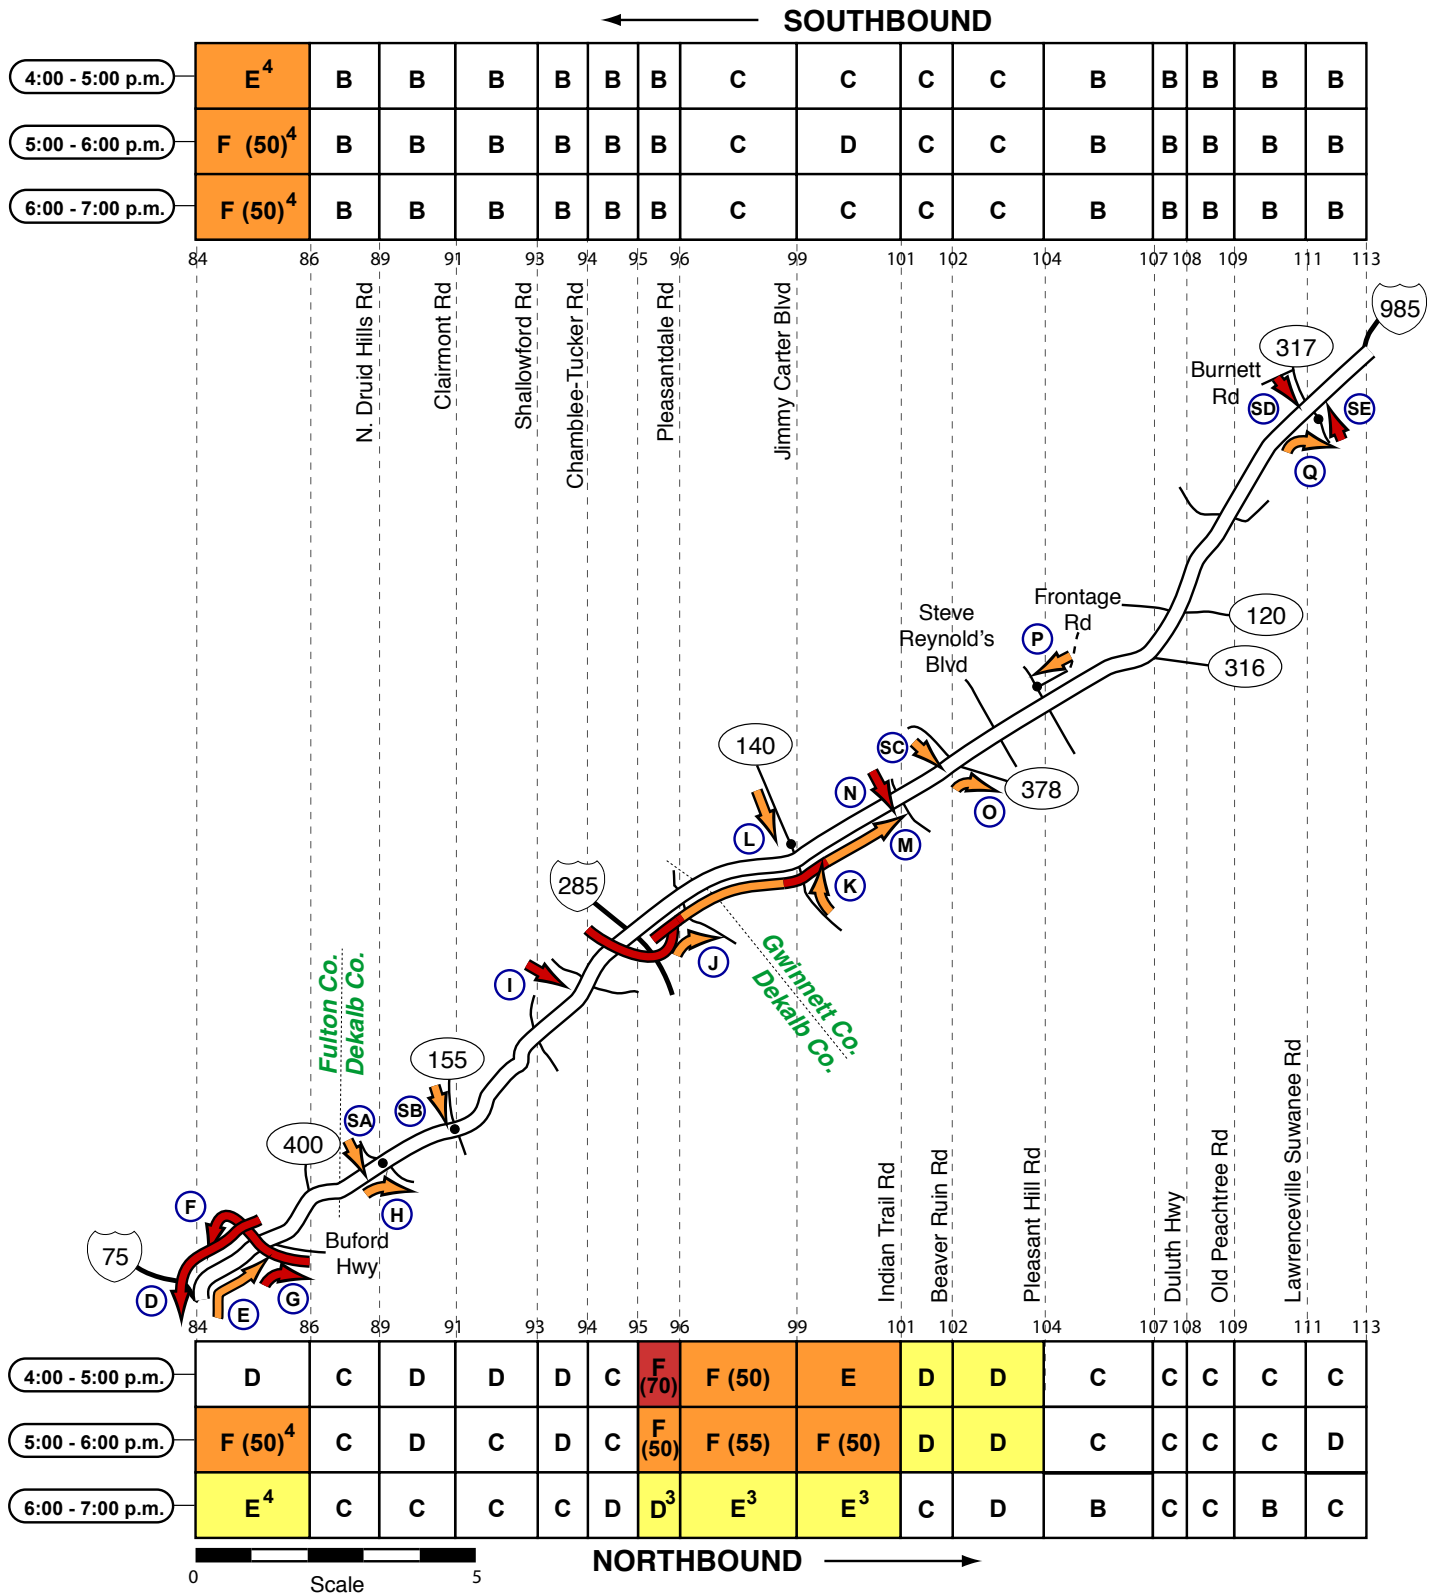 SOUTHBOUND
4:00 - 5:00 p.m. E4 B B B B B B C C C C B B B B B
5:00 - 6:00 p.m. F (50)4 B B B B B B C D C C B B B B B
6:00 - 7:00 p.m. F (50)4 B B B B B B C C C C B B B B B
84 86 89 91 93 94 95 96 99 101 102 104 107 108 109 111 113
N. Druid Hills Rd
Clairmont Rd
Shallowford Rd
Chamblee-Tucker Rd
Pleasantdale Rd
Jimmy Carter Blvd
985
317
Burnett
Rd
SD
SE
Q
Frontage
Rd
Steve
Reynold's
Blvd
P
120
316
140
SC
N
378
O
L
M
285
K
J
I
Gwinnett Co.
Dekalb Co.
Fulton Co.
Dekalb Co.
155
SB
SA
400
H
F
75
Buford
Hwy
D
E
G
Indian Trail Rd
Beaver Ruin Rd
Pleasant Hill Rd
Duluth Hwy
Old Peachtree Rd
Lawrenceville Suwanee Rd
84 86 89 91 93 94 95 96 99 101 102 104 107 108 109 111 113
4:00 - 5:00 p.m. D C D D D C F (70) F (50) E D D C C C C C
5:00 - 6:00 p.m. F (50)4 C D C D C F (50) F (55) F (50) D D C C C C D
6:00 - 7:00 p.m. E4 C C C C D D3 E3 E3 C D B C C B C
NORTHBOUND
0 5
Scale